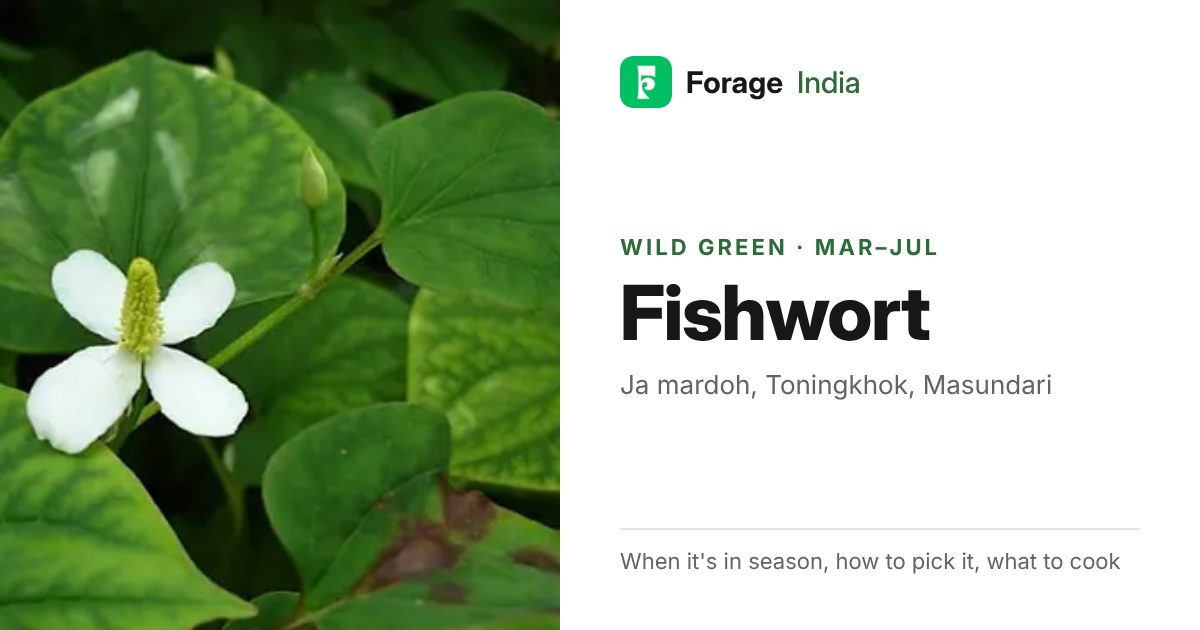 Forage India
WILD GREEN · MAR–JUL
Fishwort
Ja mardoh, Toningkhok, Masundari
When it's in season, how to pick it, what to cook